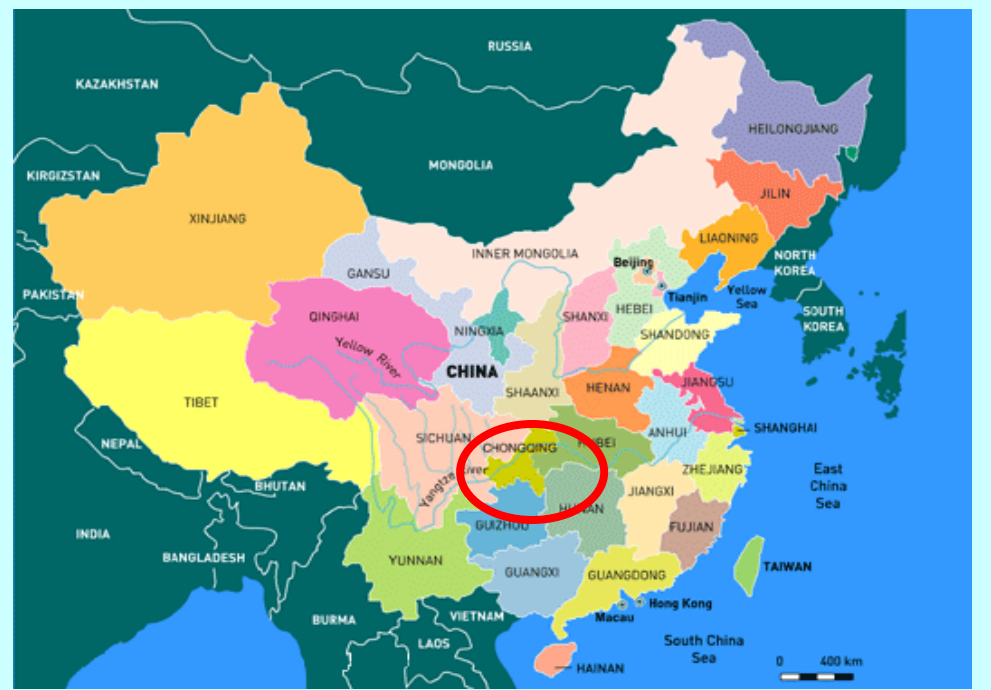 RUSSIA
KAZAKHSTAN
HEILONGJIANG
MONGOLIA
KIRGIZSTAN
JILIN
XINJIANG
LIAONING
INNER MONGOLIA
Beijing
NORTH
KOREA
GANSU
PAKISTAN
Tianjin
Yellow
Sea
QINGHAI
HEBEI
SHANXI
SOUTH
KOREA
NINGXIA
SHANDONG
Yellow River
CHINA
JIANGSU
HENAN
SHAANXI
TIBET
SHANGHAI
ANHUI
SICHUAN
NEPAL
CHONGQING
HUBEI
ZHEJIANG
East
China
Sea
Yangtze River
BHUTAN
JIANGXI
HUNAN
GUIZHOU
FUJIAN
INDIA
BANGLADESH
YUNNAN
TAIWAN
GUANGXI
GUANGDONG
Hong Kong
Macau
BURMA
VIETNAM
LAOS
South China
Sea
HAINAN
0 400 km